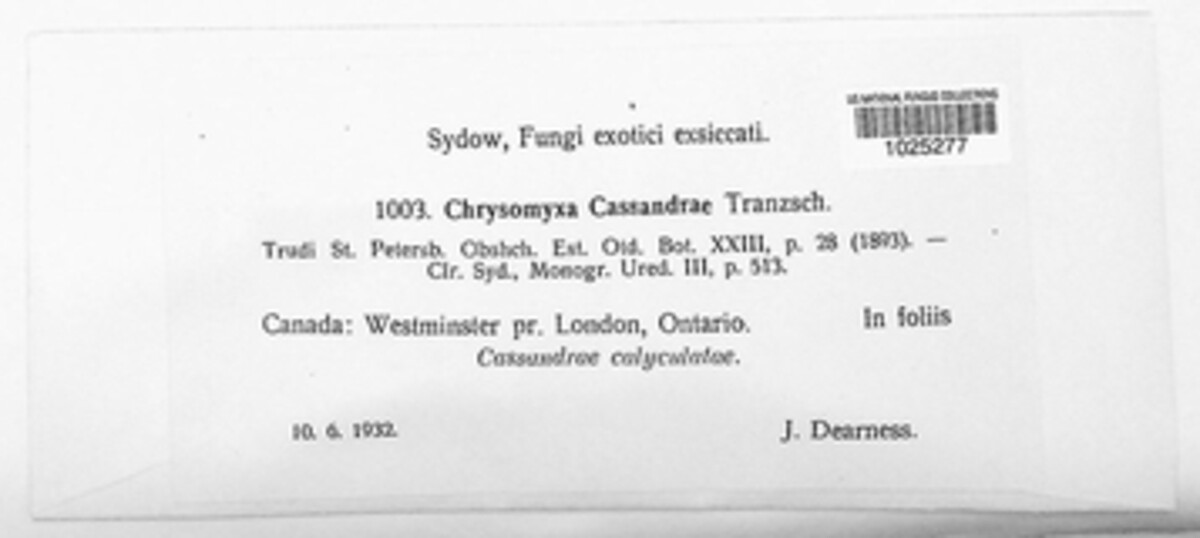 US NATIONAL FUNGUS COLLECTIONS
1025277
Sydow, Fungi exotici exsiccati.
1003. Chrysomyxa Cassandrae Tranzsch.
Trudi St. Petersb. Obshch. Est. Otd. Bot. XXIII, p. 28 (1893). —
Cfr. Syd., Monogr. Ured. III, p. 513.
Canada: Westminster pr. London, Ontario. In foliis
Cassandrae calyculatae.
10. 6. 1932. J. Dearness.